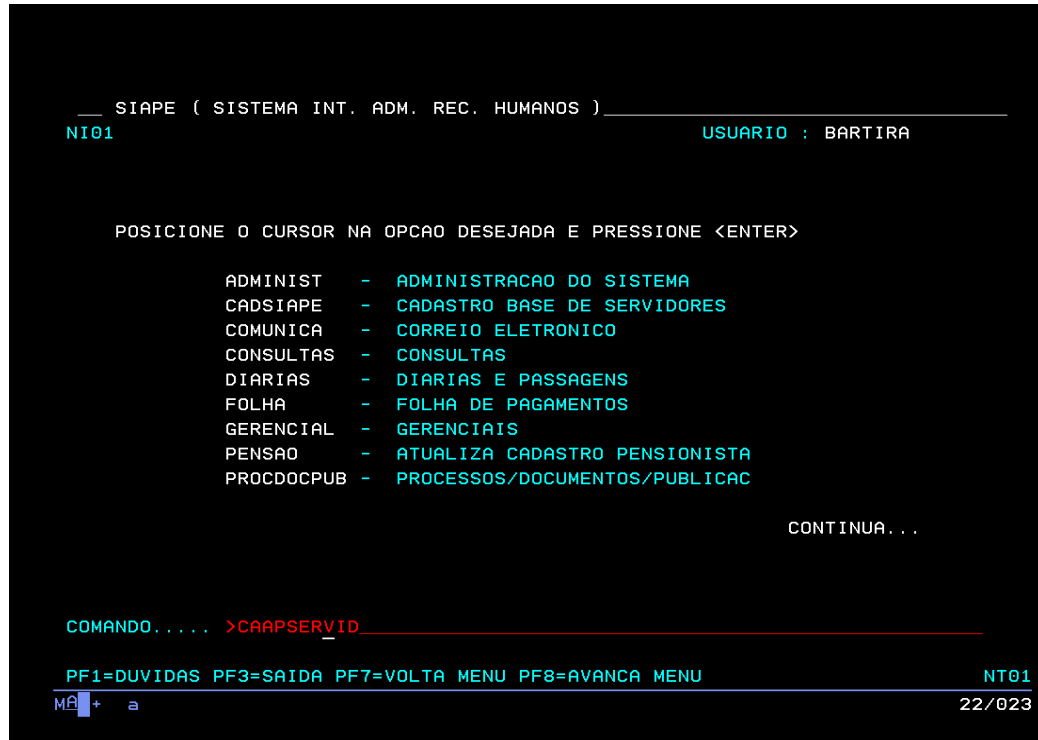 __ SIAPE ( SISTEMA INT. ADM. REC. HUMANOS )_________________________________
NI01 USUARIO : BARTIRA
POSICIONE O CURSOR NA OPCAO DESEJADA E PRESSIONE <ENTER>
ADMINIST - ADMINISTRACAO DO SISTEMA
CADSIAPE - CADASTRO BASE DE SERVIDORES
COMUNICA - CORREIO ELETRONICO
CONSULTAS - CONSULTAS
DIARIAS - DIARIAS E PASSAGENS
FOLHA - FOLHA DE PAGAMENTOS
GERENCIAL - GERENCIAIS
PENSAO - ATUALIZA CADASTRO PENSIONISTA
PROCDOCPUB - PROCESSOS/DOCUMENTOS/PUBLICAC
CONTINUA...
COMANDO..... >CAAPSERVID___________________________________________________
PF1=DUVIDAS PF3=SAIDA PF7=VOLTA MENU PF8=AVANCA MENU NT01
MA + a 22/023